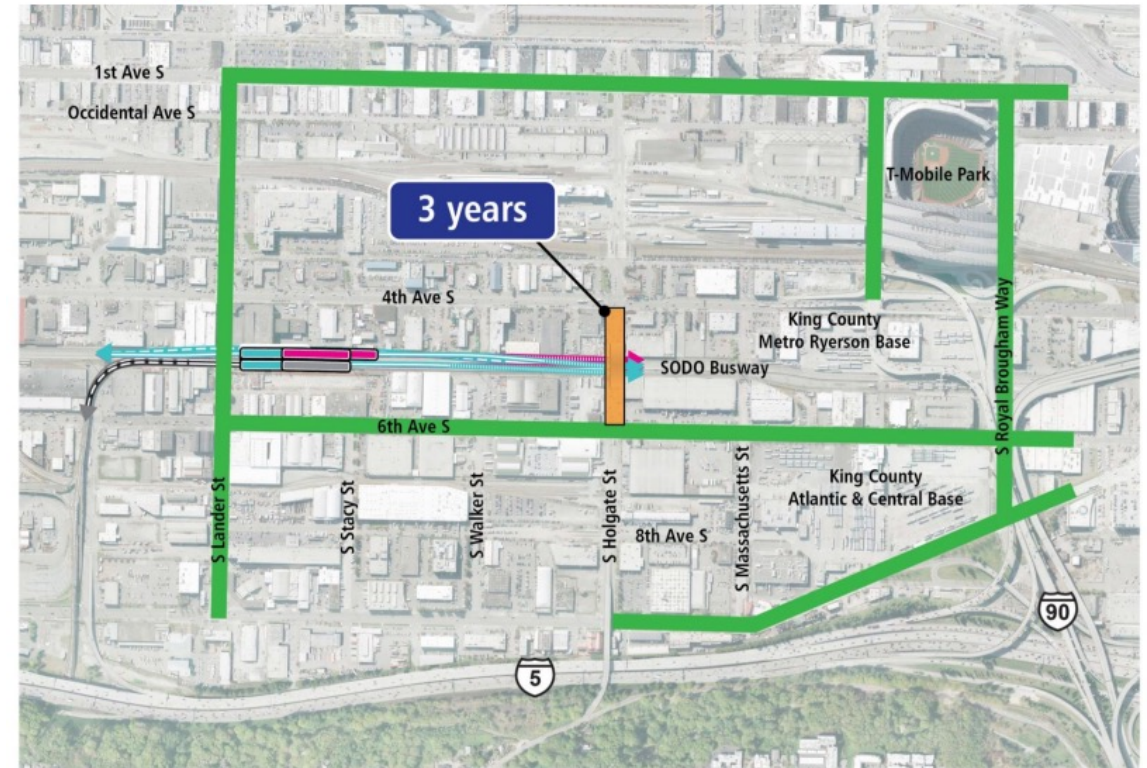 1st Ave S
Occidental Ave S
T-Mobile Park
3 years
4th Ave S
King County
Metro Ryerson Base
SODO Busway
S Royal Brougham Way
6th Ave S
King County
Atlantic & Central Base
S Lander St
S Stacy St
S Walker St
S Holgate St
8th Ave S
S Massachusetts St
90
5